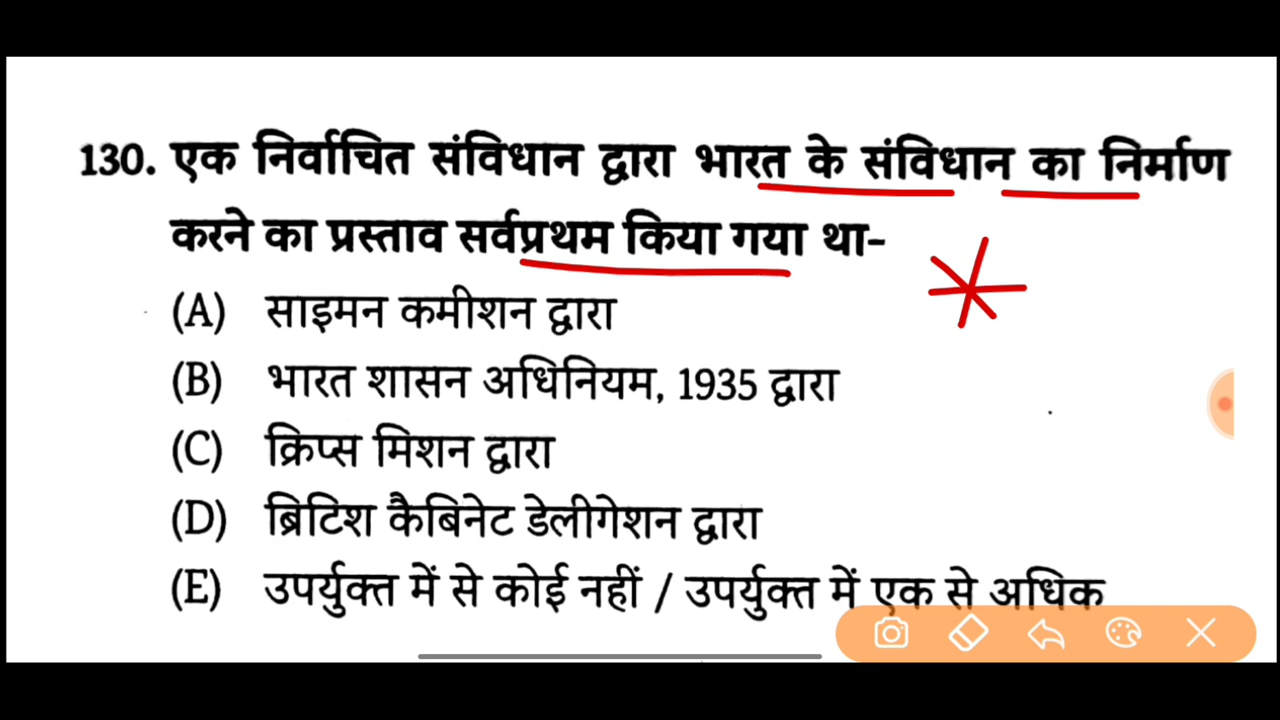 130. एक निर्वाचित संविधान द्वारा भारत के संविधान का निर्माण
करने का प्रस्ताव सर्वप्रथम किया गया था-
(A) साइमन कमीशन द्वारा
(B) भारत शासन अधिनियम, 1935 द्वारा
(C) क्रिप्स मिशन द्वारा
(D) ब्रिटिश कैबिनेट डेलीगेशन द्वारा
(E) उपर्युक्त में से कोई नहीं / उपर्युक्त में एक से अधिक